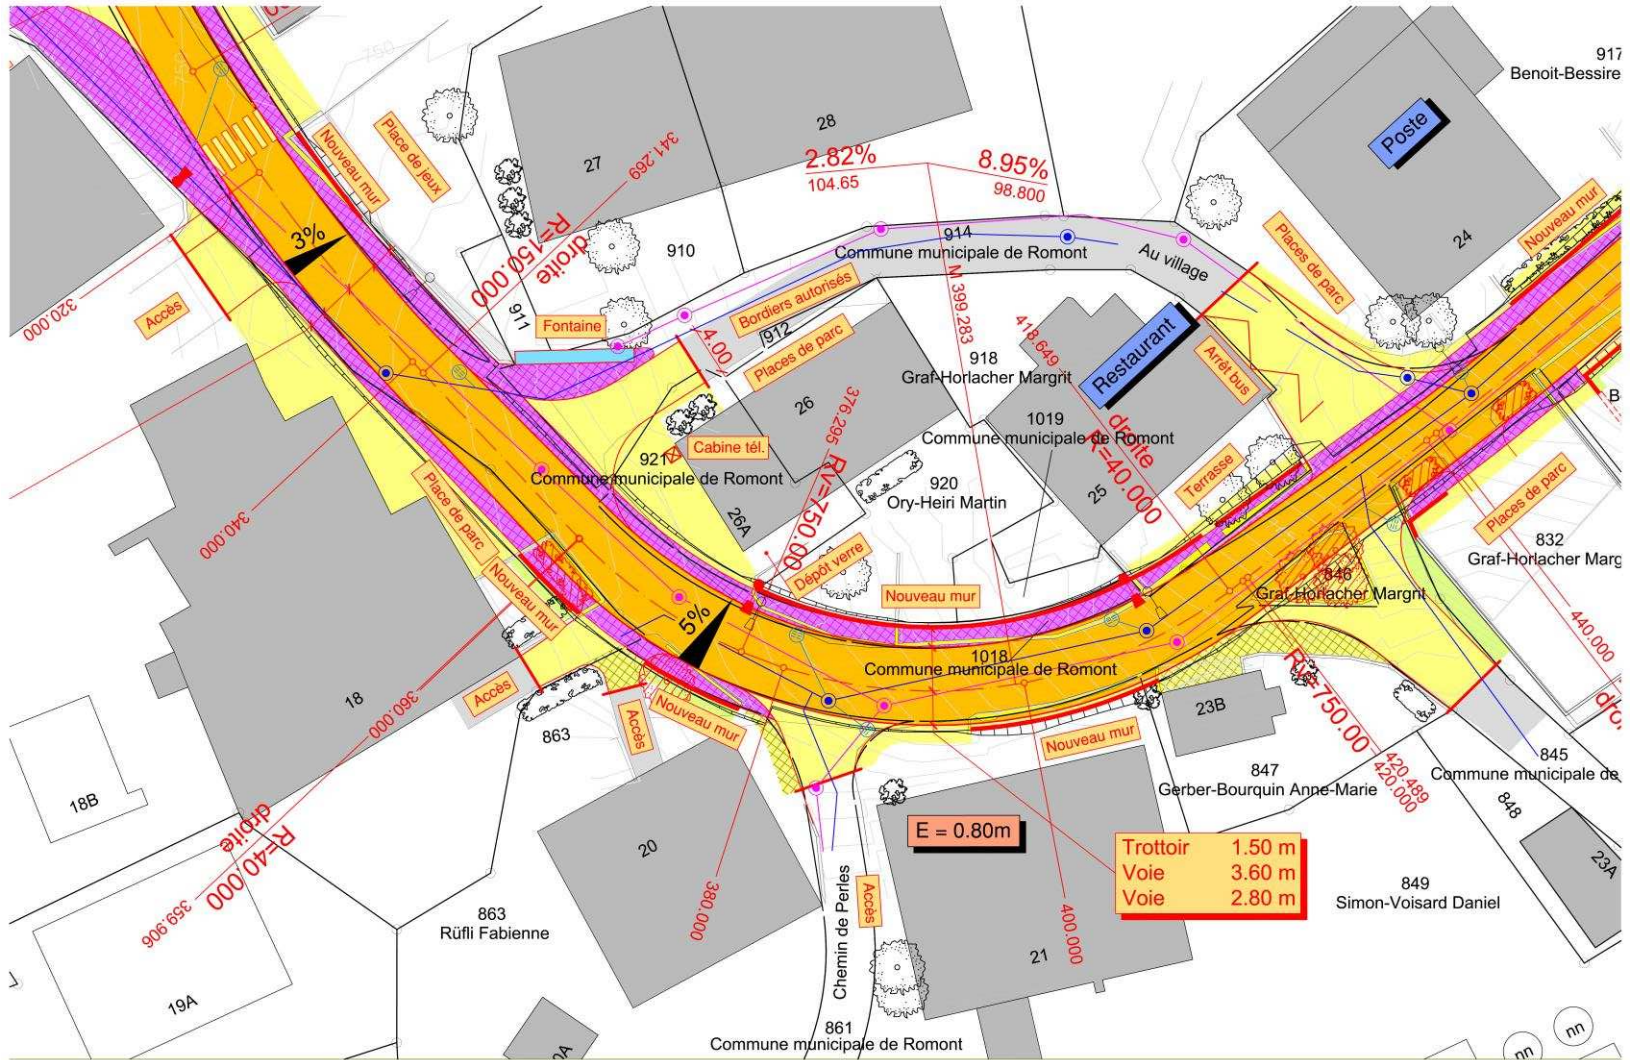 750
750
917
Benoit-Bessire
Poste
28
27
341.269
Nouveau mur
Place de jeux
2.82%
104.65
8.95%
98.800
Nouveau mur
24
3%
droite
R=150.000
910
914
Commune municipale de Romont
Au village
Places de parc
320.000
Accès
911
Fontaine
Bordiers autorisés
912
4.00
Places de parc
M 399.283
418.649
918
Graf-Horlacher Margrit
Restaurant
Arrêt bus
26
376.295
Rv=750.00
1019
Commune municipale de Romont
droite
R=40.000
Cabine tél.
921
Commune municipale de Romont
920
Ory-Heiri Martin
25
Terrasse
Places de parc
B
340.000
Place de parc
26A
832
Graf-Horlacher Marg
Dépôt verre
Nouveau mur
Nouveau mur
846
Graf-Horlacher Margrit
440.000
5%
1018
Commune municipale de Romont
18
360.000
Accès
863
Accès
Nouveau mur
Nouveau mur
23B
Rv=750.00
droi
420.489
420.000
845
Commune municipale de
847
Gerber-Bourquin Anne-Marie
848
18B
droite
R=40.000
359.906
20
E = 0.80m
Trottoir 1.50 m
Voie 3.60 m
Voie 2.80 m
23A
849
Simon-Voisard Daniel
863
Rüfli Fabienne
380.000
Chemin de Perles
Accès
400.000
21
19A
861
Commune municipale de Romont
0A
nn
nn